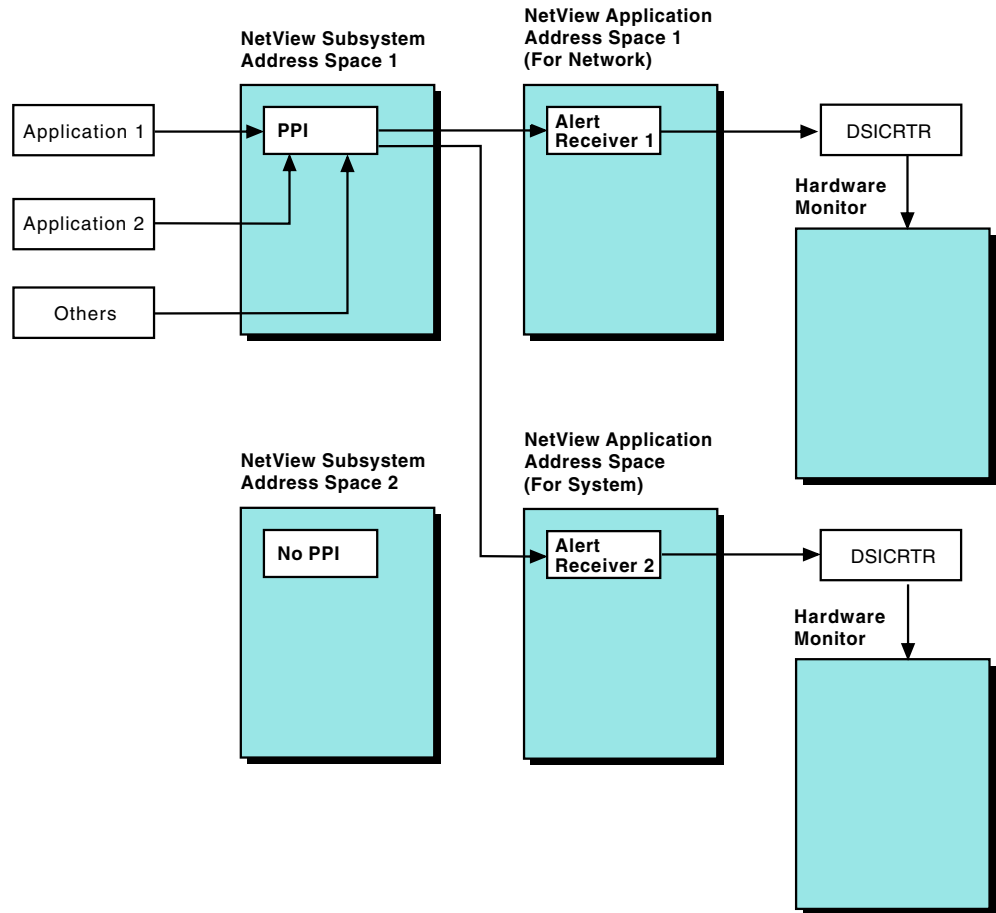 NetView Subsystem
Address Space 1
NetView Application
Address Space 1
(For Network)
Application 1
PPI
Alert
Receiver 1
DSICRTR
Application 2
Hardware
Monitor
Others
NetView Subsystem
Address Space 2
NetView Application
Address Space
(For System)
No PPI
Alert
Receiver 2
DSICRTR
Hardware
Monitor